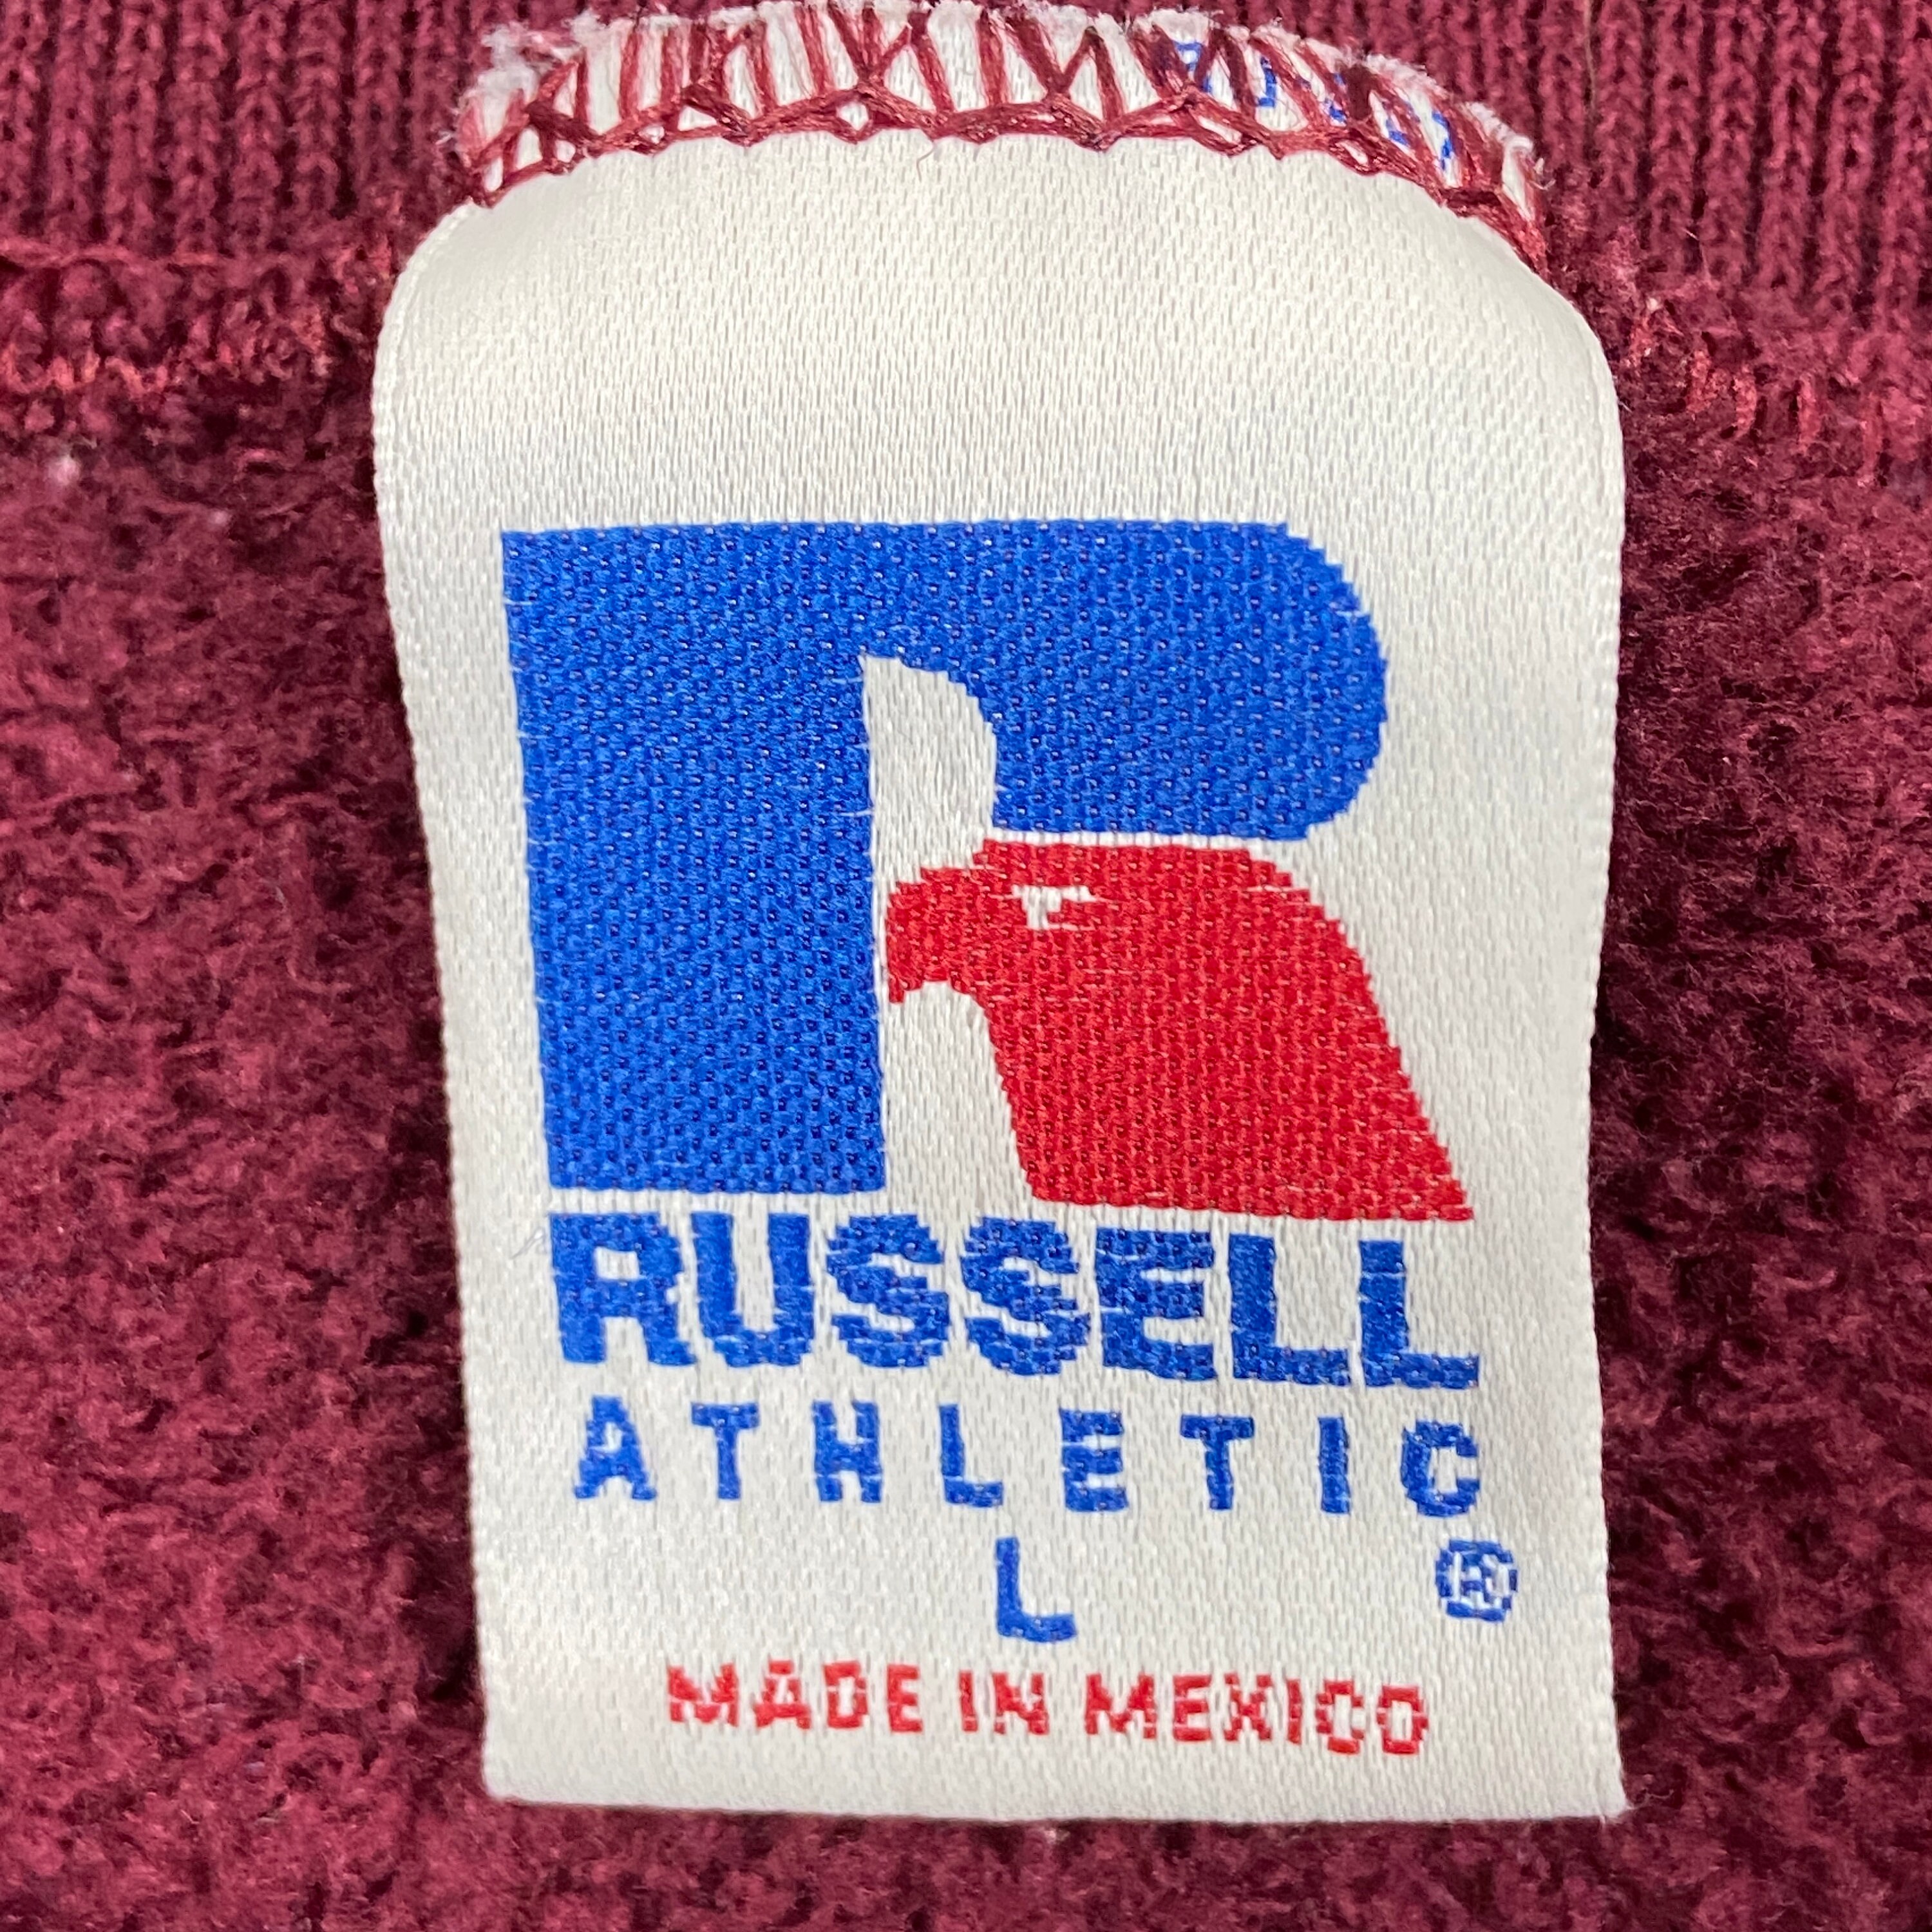 RUSSELL
ATHLETIC
L ®
MADE IN MEXICO